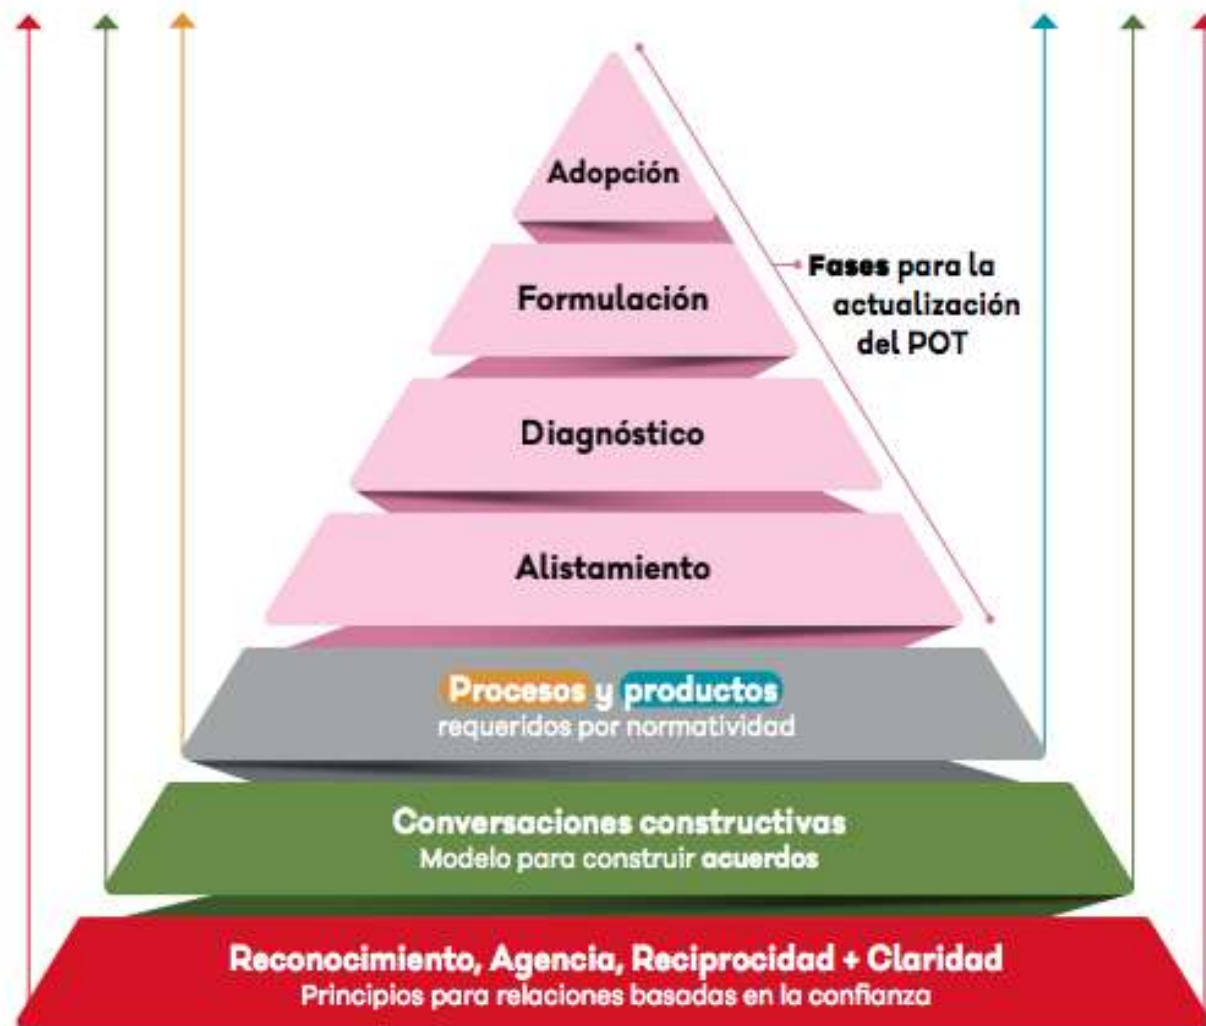 Adopción
Fases para la
actualización
del POT
Formulación
Diagnóstico
Alistamiento
Procesos y productos
requeridos por normatividad
Conversaciones constructivas
Modelo para construir acuerdos
Reconocimiento, Agencia, Reciprocidad + Claridad
Principios para relaciones basadas en la confianza